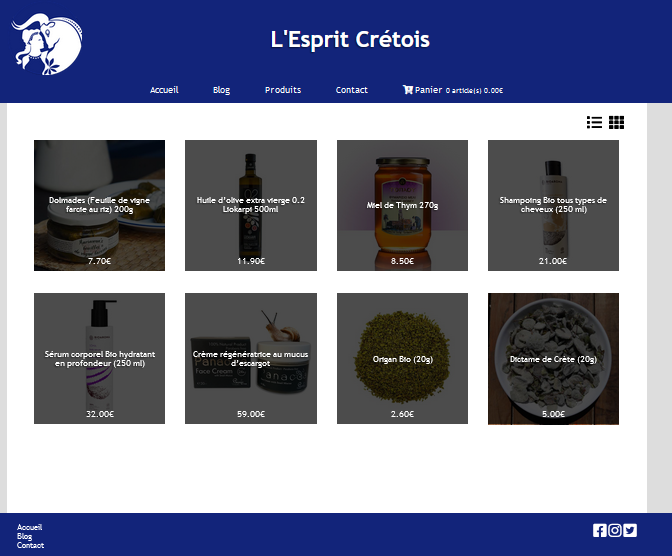 L'Esprit Crétois
Accueil Blog Produits Contact Panier 0 article(s) 0.00€
Dolmades (Feuille de vigne
farcie au riz) 200g
7.70€
Huile d'olive extra vierge 0.2
Liokarpi 500ml
11.90€
Miel de Thym 270g
8.50€
Shampoing Bio tous types de
cheveux (250 ml)
21.00€
Sérum corporel Bio hydratant
en profondeur (250 ml)
32.00€
Crème régénératrice au mucus
d'escargot
Face Cream
59.00€
Origan Bio (20g)
2.60€
Dictame de Crète (20g)
5.00€
Accueil
Blog
Contact